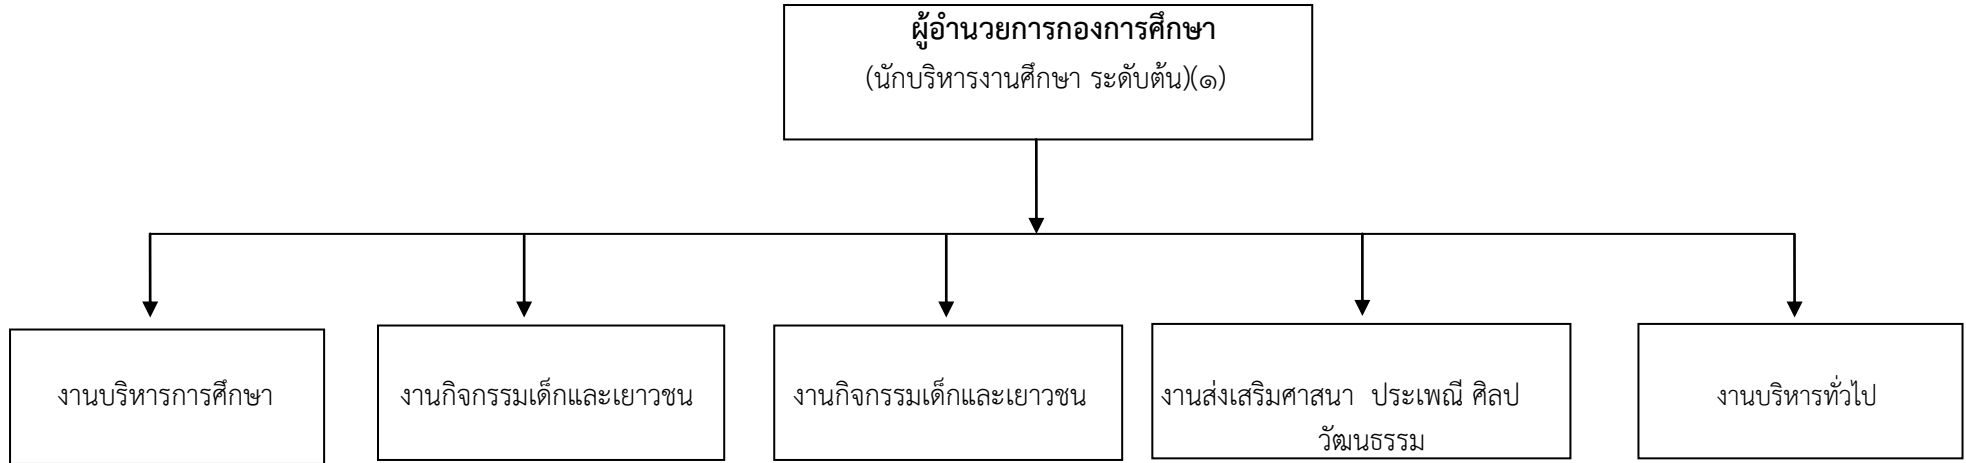 ผู้อำนวยการกองการศึกษา
(นักบริหารงานศึกษา ระดับต้น)(๑)
งานบริหารการศึกษา
งานกิจกรรมเด็กและเยาวชน
งานกิจกรรมเด็กและเยาวชน
งานส่งเสริมศาสนา ประเพณี ศิลป
วัฒนธรรม
งานบริหารทั่วไป